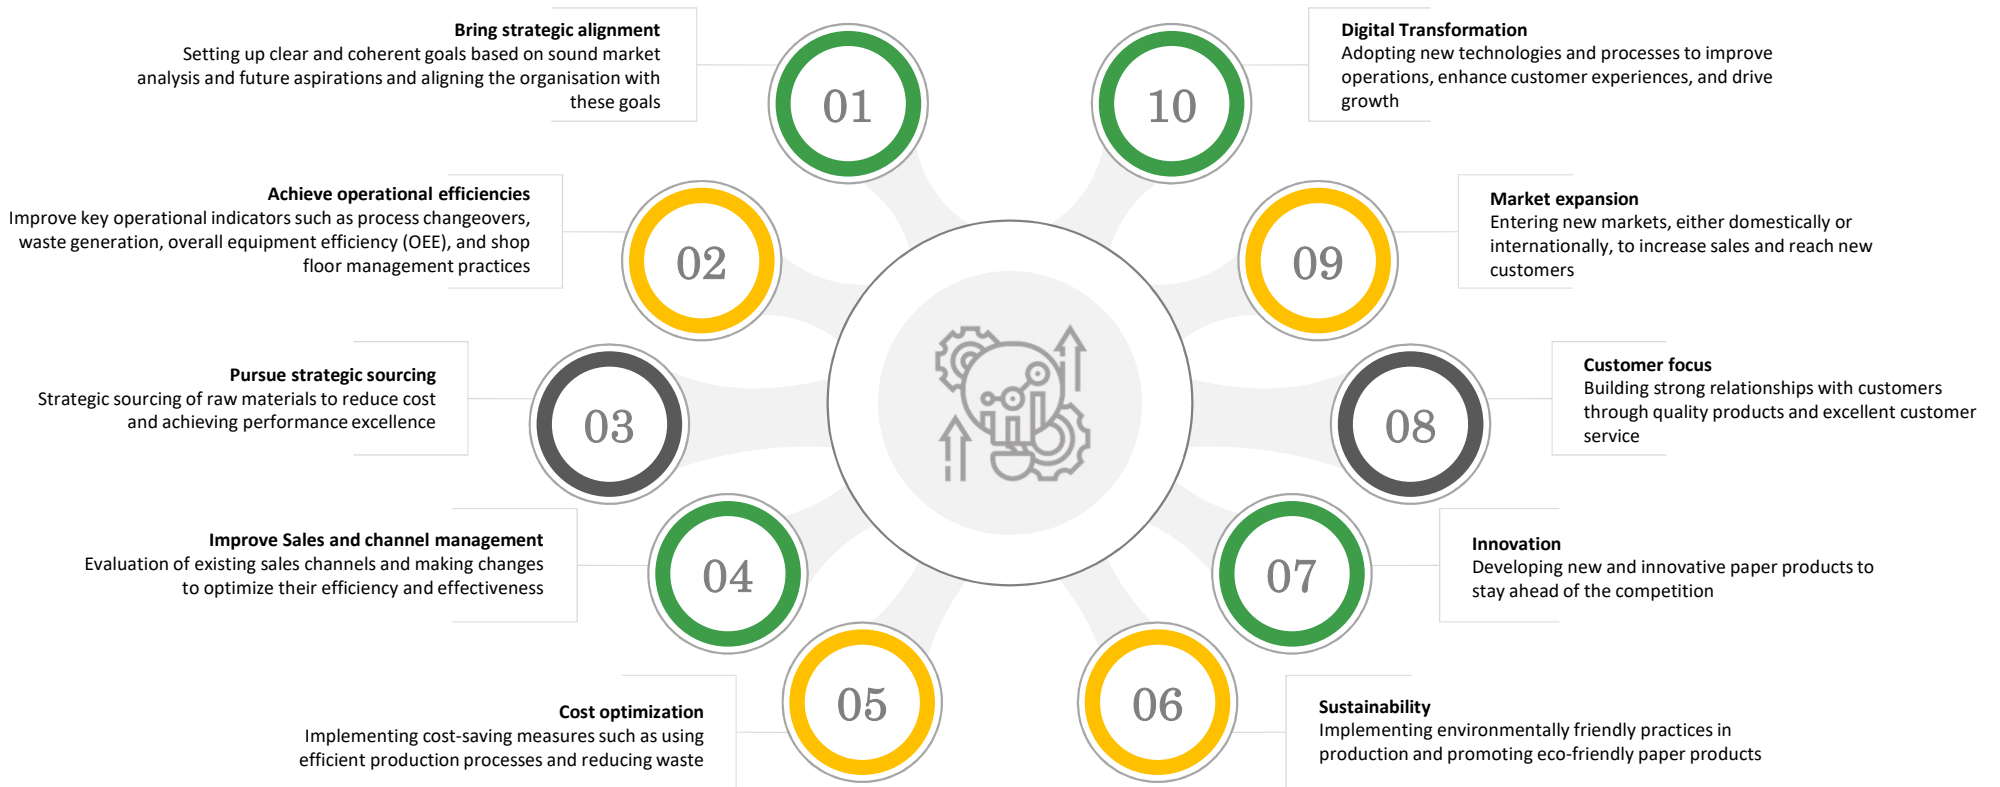 Bring strategic alignment
Setting up clear and coherent goals based on sound market
analysis and future aspirations and aligning the organisation with
these goals
01
Achieve operational efficiencies
Improve key operational indicators such as process changeovers,
waste generation, overall equipment efficiency (OEE), and shop
floor management practices
02
Pursue strategic sourcing
Strategic sourcing of raw materials to reduce cost
and achieving performance excellence
03
Improve Sales and channel management
Evaluation of existing sales channels and making changes
to optimize their efficiency and effectiveness
04
Cost optimization
Implementing cost-saving measures such as using
efficient production processes and reducing waste
05
06
Sustainability
Implementing environmentally friendly practices in
production and promoting eco-friendly paper products
07
Innovation
Developing new and innovative paper products to
stay ahead of the competition
08
Customer focus
Building strong relationships with customers
through quality products and excellent customer
service
09
Market expansion
Entering new markets, either domestically or
internationally, to increase sales and reach new
customers
10
Digital Transformation
Adopting new technologies and processes to improve
operations, enhance customer experiences, and drive
growth